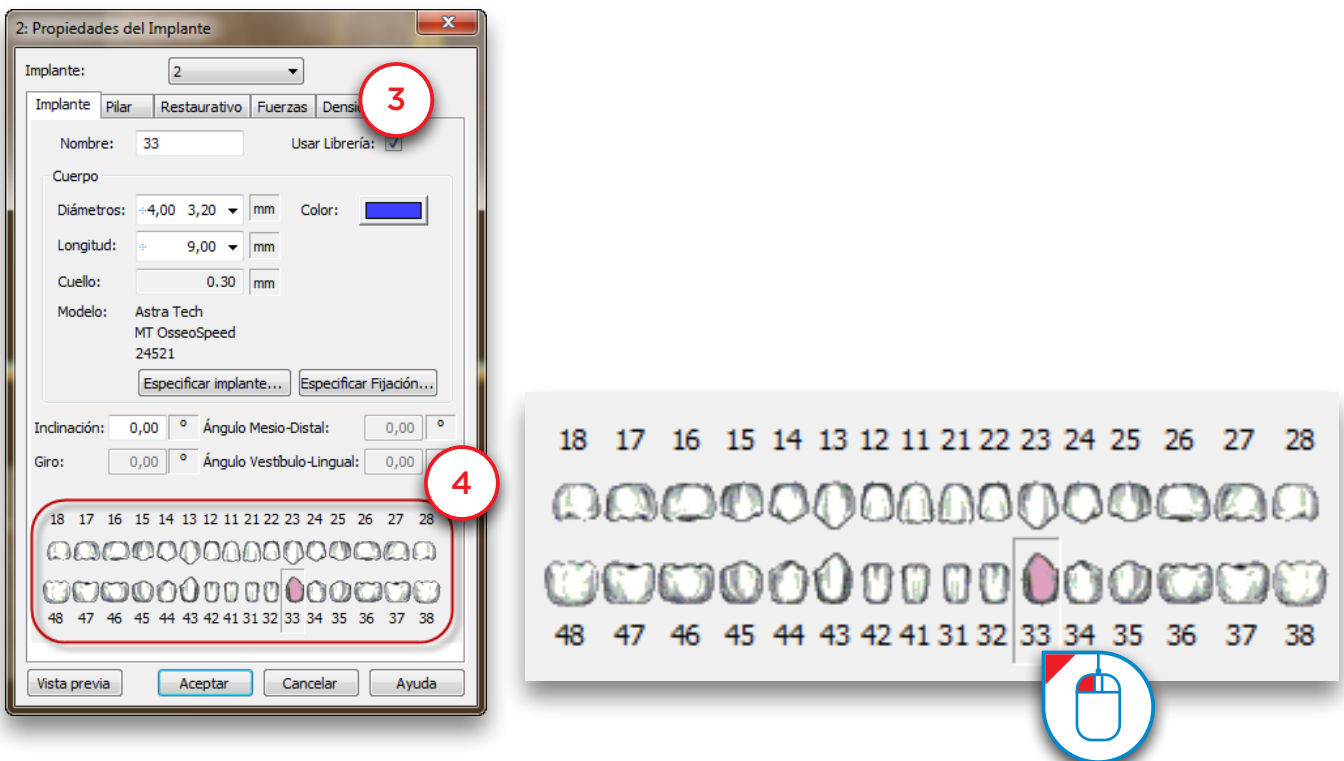 2: Propiedades del Implante
Implante: 2
Implante Pilar Restaurativo Fuerzas
3
Nombre: 33 Usar Librería:
Cuerpo
Diámetros: 4,00 3,20 mm Color:
Longitud: 9,00 mm
Cuello: 0.30 mm
Modelo: Astra Tech
MT OsseoSpeed
24521
Especificar implante... Especificar Fijación...
Inclinación: 0,00 º Ángulo Mesio-Distal: 0,00 º
Giro: 0,00 º Ángulo Vestíbulo-Lingual: 0,00
4
18 17 16 15 14 13 12 11 21 22 23 24 25 26 27 28
48 47 46 45 44 43 42 41 31 32 33 34 35 36 37 38
Vista previa Aceptar Cancelar Ayuda
18 17 16 15 14 13 12 11 21 22 23 24 25 26 27 28
48 47 46 45 44 43 42 41 31 32 33 34 35 36 37 38